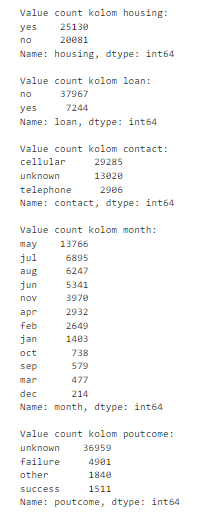 Value count kolom housing:
yes    25130
no     20081
Name: housing, dtype: int64
Value count kolom loan:
no     37967
yes     7244
Name: loan, dtype: int64
Value count kolom contact:
cellular     29285
unknown      13020
telephone     2906
Name: contact, dtype: int64
Value count kolom month:
may    13766
jul     6895
aug     6247
jun     5341
nov     3970
apr     2932
feb     2649
jan     1403
oct      738
sep      579
mar      477
dec      214
Name: month, dtype: int64
Value count kolom poutcome:
unknown    36959
failure     4901
other       1840
success     1511
Name: poutcome, dtype: int64